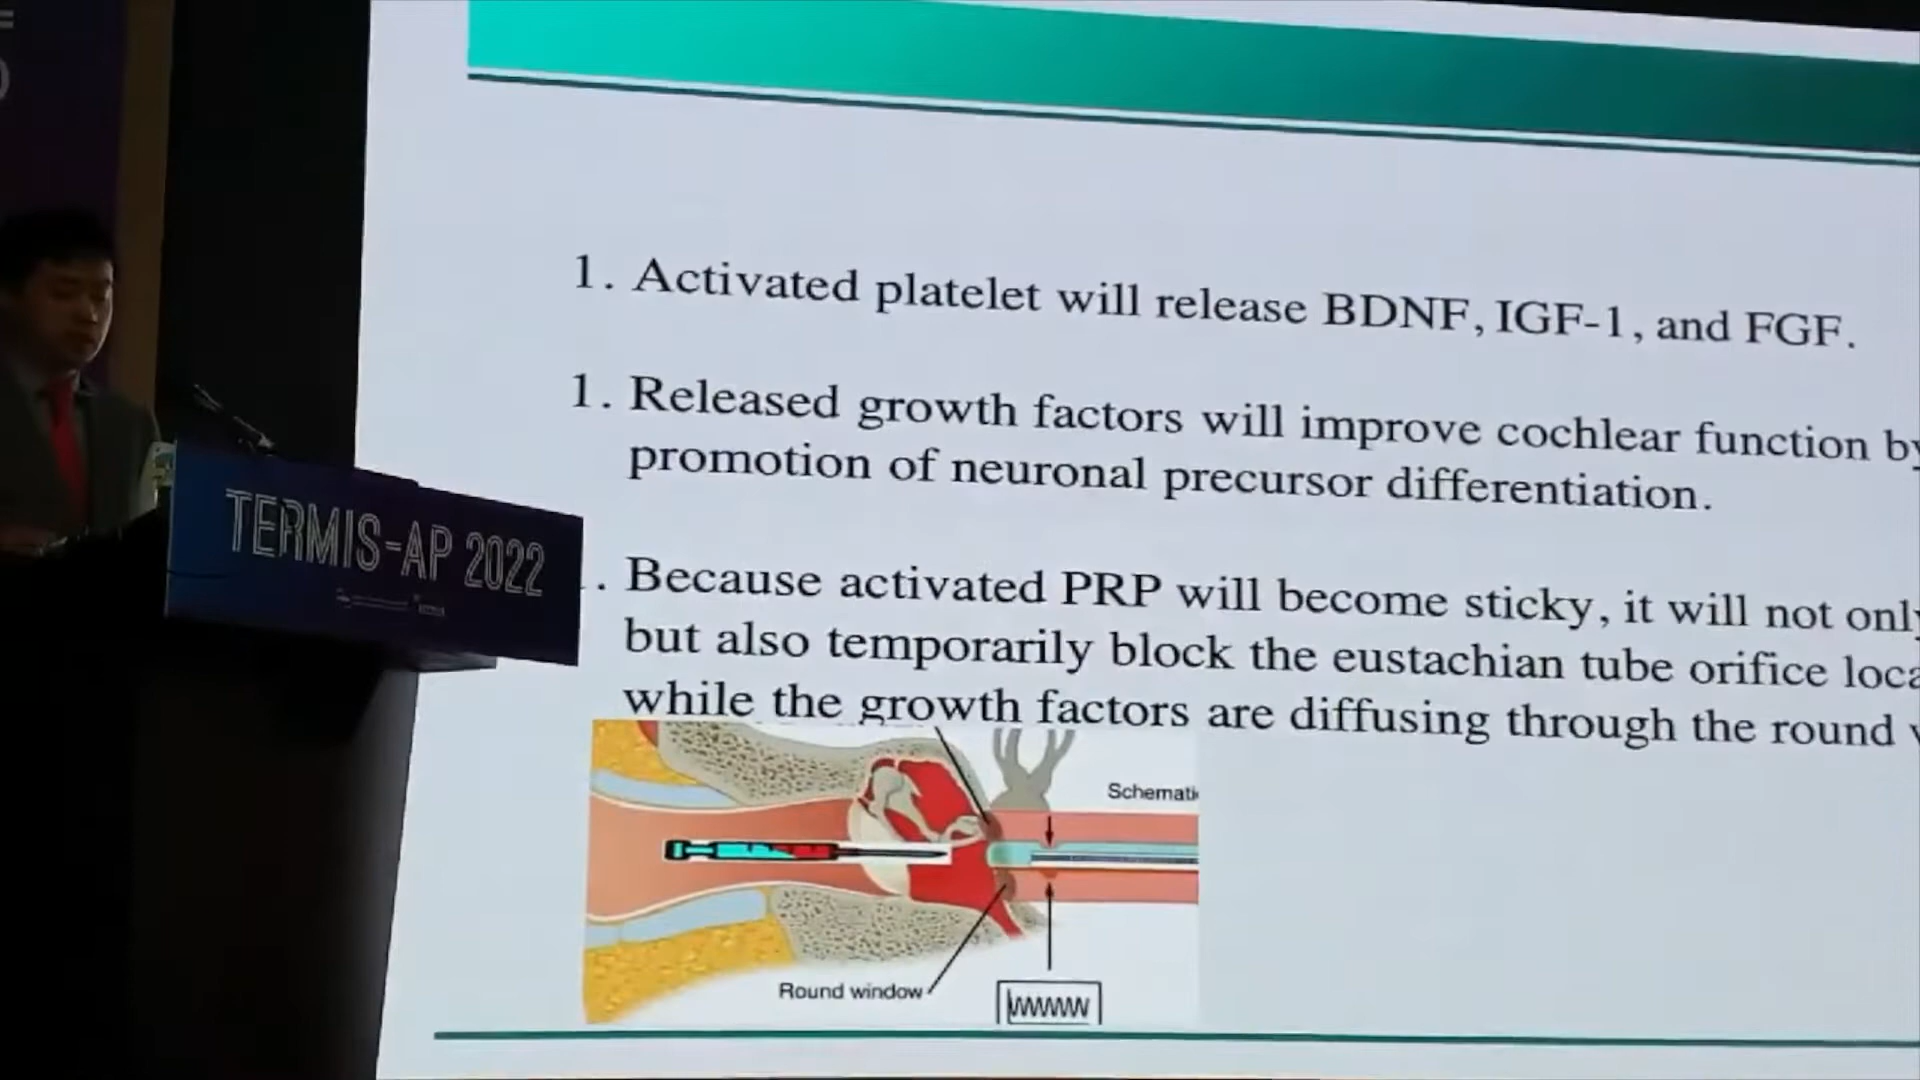 1. Activated platelet will release BDNF, IGF-1, and FGF.
1. Released growth factors will improve cochlear function by
promotion of neuronal precursor differentiation.
. Because activated PRP will become sticky, it will not only
but also temporarily block the eustachian tube orifice loca
while the growth factors are diffusing through the round
TERMIS-AP 2022
Schemati
Round window